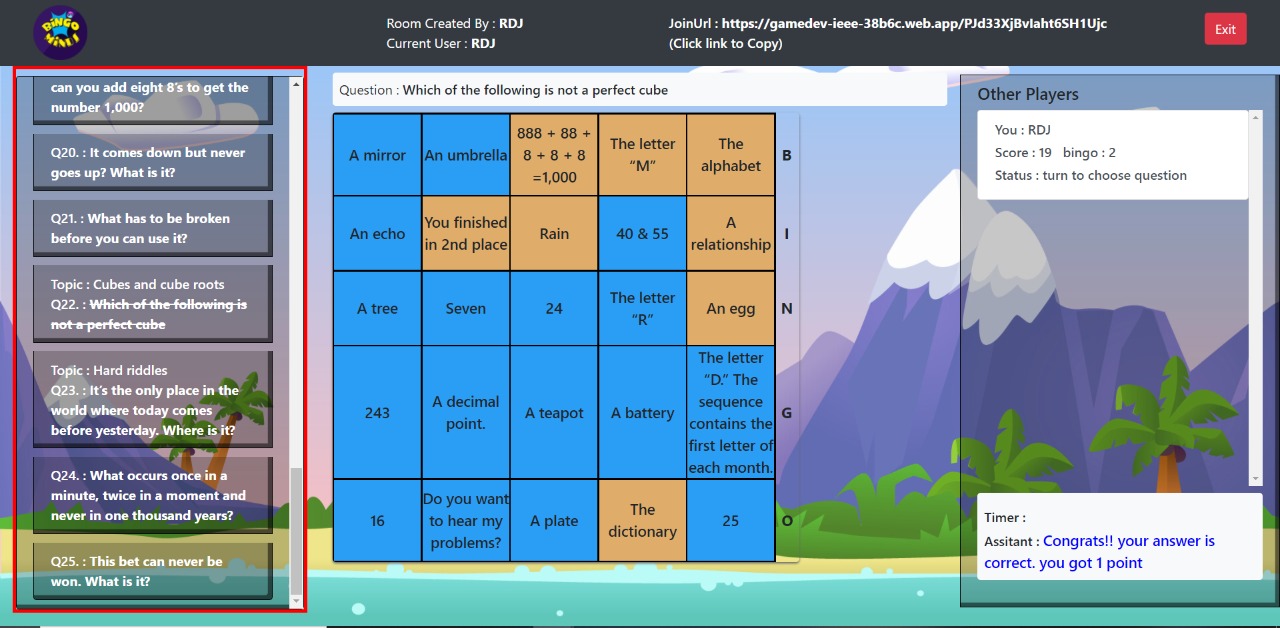 BINGO
MINDS
Room Created By : RDJ
Current User : RDJ
JoinUrl : https://gamedev-ieee-38b6c.web.app/PJd33XjBvIaht6SH1Ujc
(Click link to Copy)
Exit
can you add eight 8's to get the
number 1,000?
Q20. : It comes down but never
goes up? What is it?
Q21. : What has to be broken
before you can use it?
Topic : Cubes and cube roots
Q22. : Which of the following is
not a perfect cube
Topic : Hard riddles
Q23. : It's the only place in the
world where today comes
before yesterday. Where is it?
Q24. : What occurs once in a
minute, twice in a moment and
never in one thousand years?
Q25. : This bet can never be
won. What is it?
Question : Which of the following is not a perfect cube
A mirror
An umbrella
888 + 88 +
8 + 8 + 8
=1,000
The letter
“M”
The
alphabet
B
An echo
You finished
in 2nd place
Rain
40 & 55
A
relationship
I
A tree
Seven
24
The letter
“R”
An egg
N
243
A decimal
point.
A teapot
A battery
The letter
“D.” The
sequence
contains the
first letter of
each month.
G
16
Do you want
to hear my
problems?
A plate
The
dictionary
25
O
Other Players
You : RDJ
Score : 19 bingo : 2
Status : turn to choose question
Timer :
Assitant : Congrats!! your answer is
correct. you got 1 point